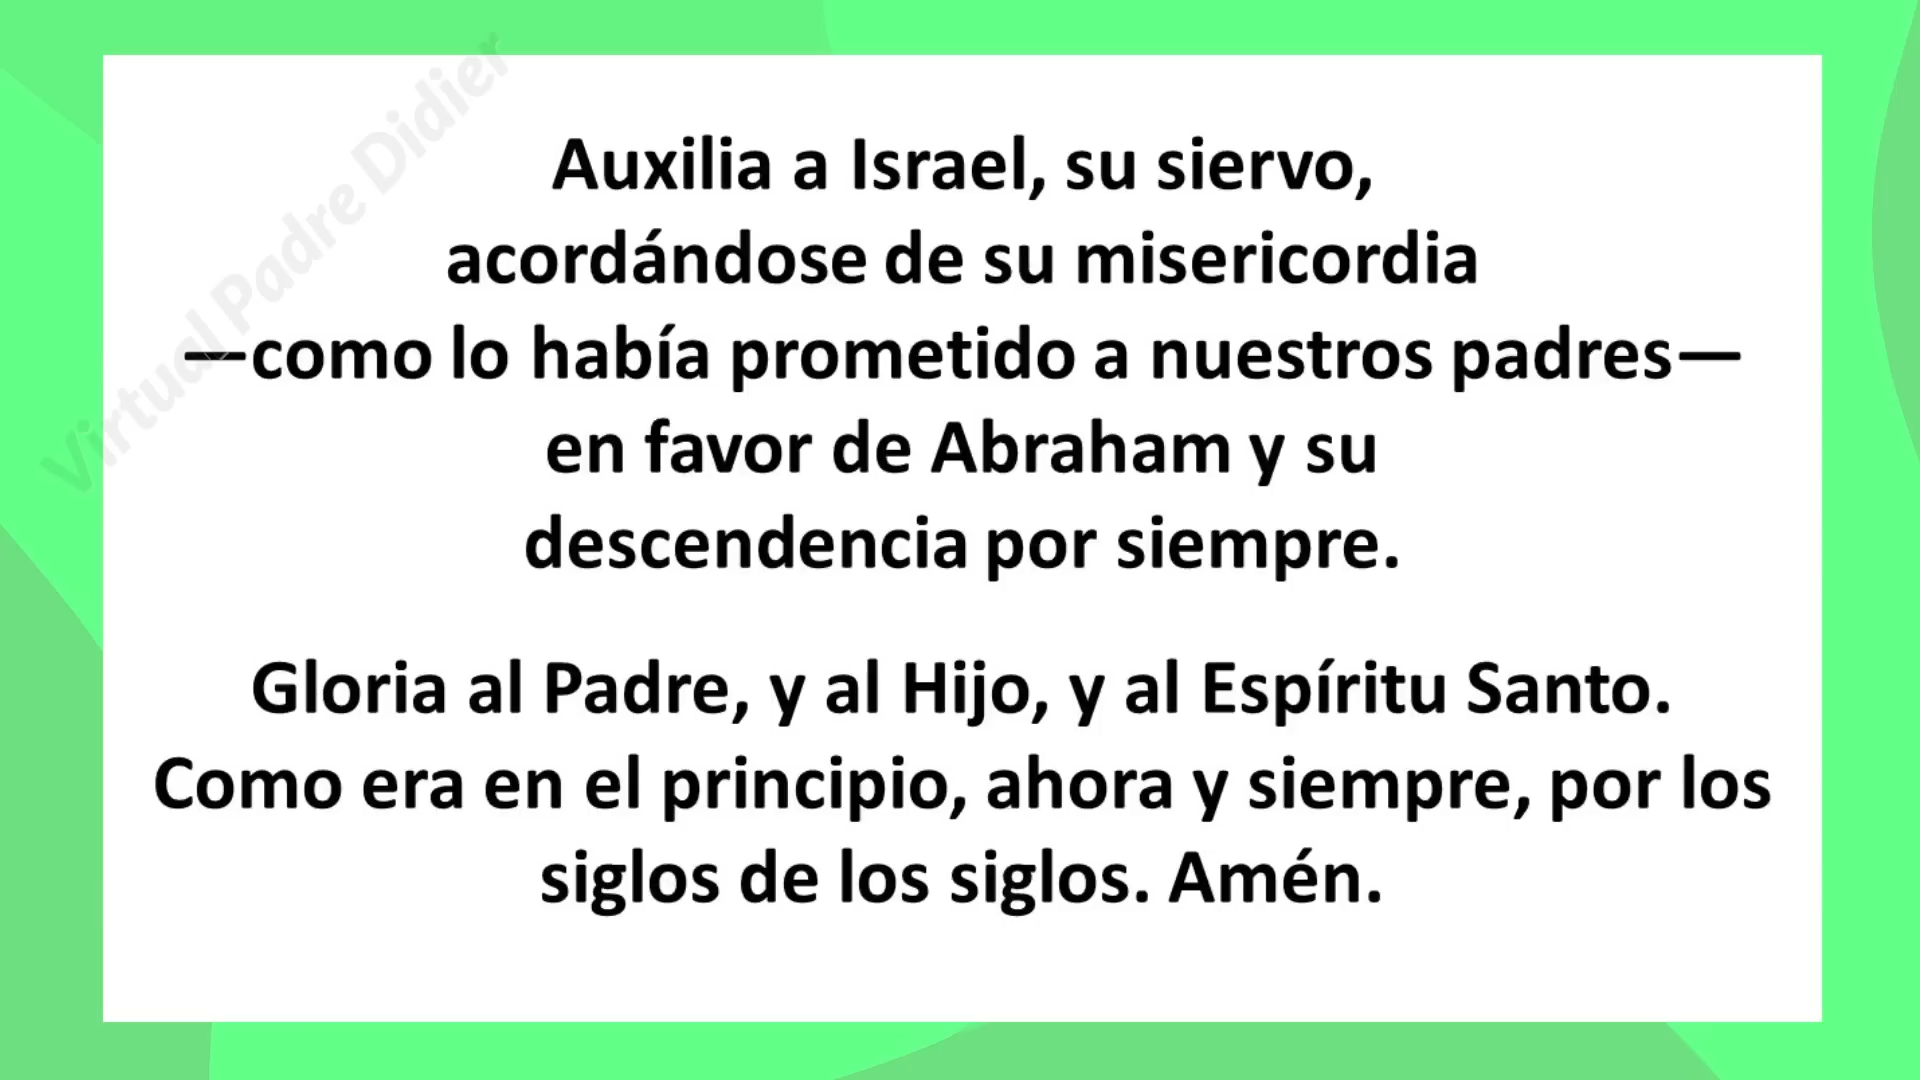 Virtual Padre Didier
Auxilia a Israel, su siervo,
acordándose de su misericordia
—como lo había prometido a nuestros padres—
en favor de Abraham y su
descendencia por siempre.
Gloria al Padre, y al Hijo, y al Espíritu Santo.
Como era en el principio, ahora y siempre, por los
siglos de los siglos. Amén.